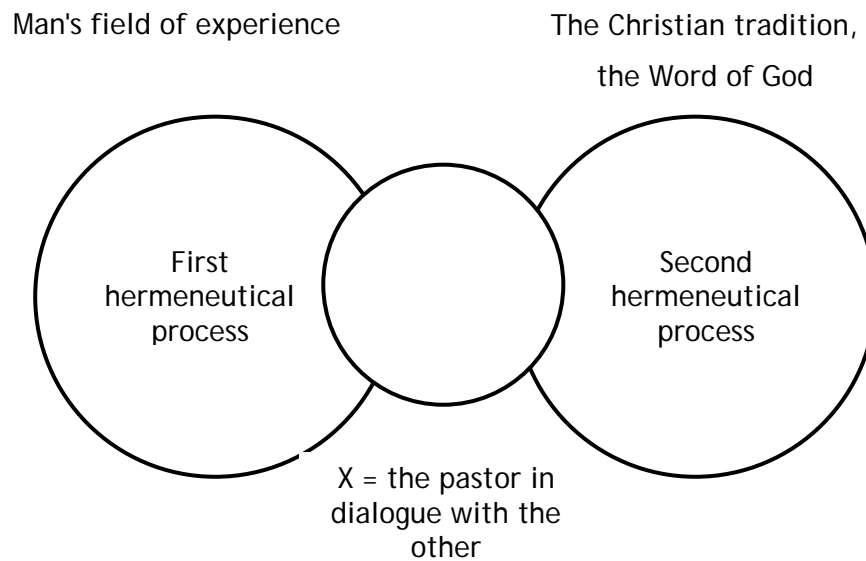 Man's field of experience
The Christian tradition,
the Word of God
First
hermeneutical
process
Second
hermeneutical
process
X = the pastor in
dialogue with the
other